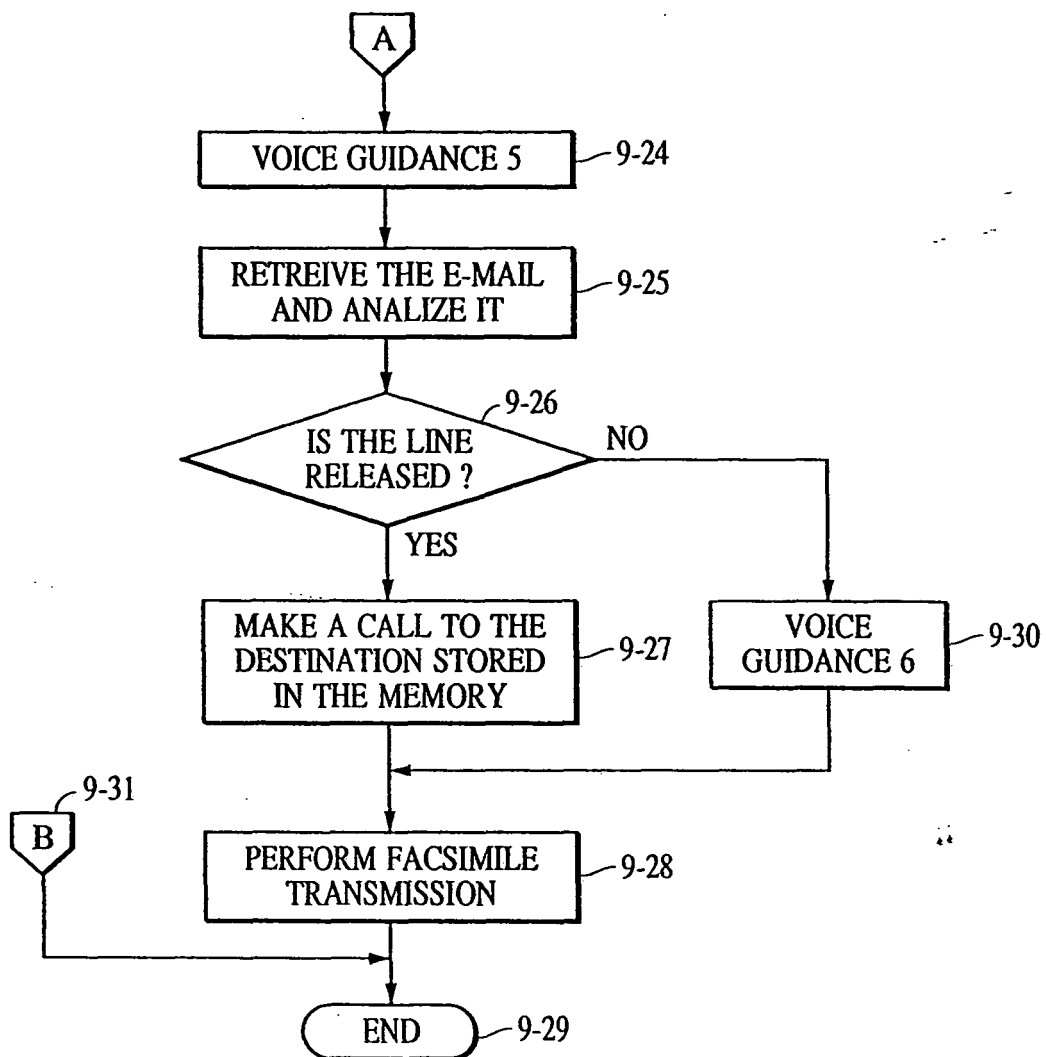 A
VOICE GUIDANCE 5
9-24
RETREIVE THE E-MAIL
AND ANALIZE IT
9-25
9-26
IS THE LINE
RELEASED ?
NO
YES
MAKE A CALL TO THE
DESTINATION STORED
IN THE MEMORY
9-27
VOICE
GUIDANCE 6
9-30
9-31
B
PERFORM FACSIMILE
TRANSMISSION
9-28
END
9-29